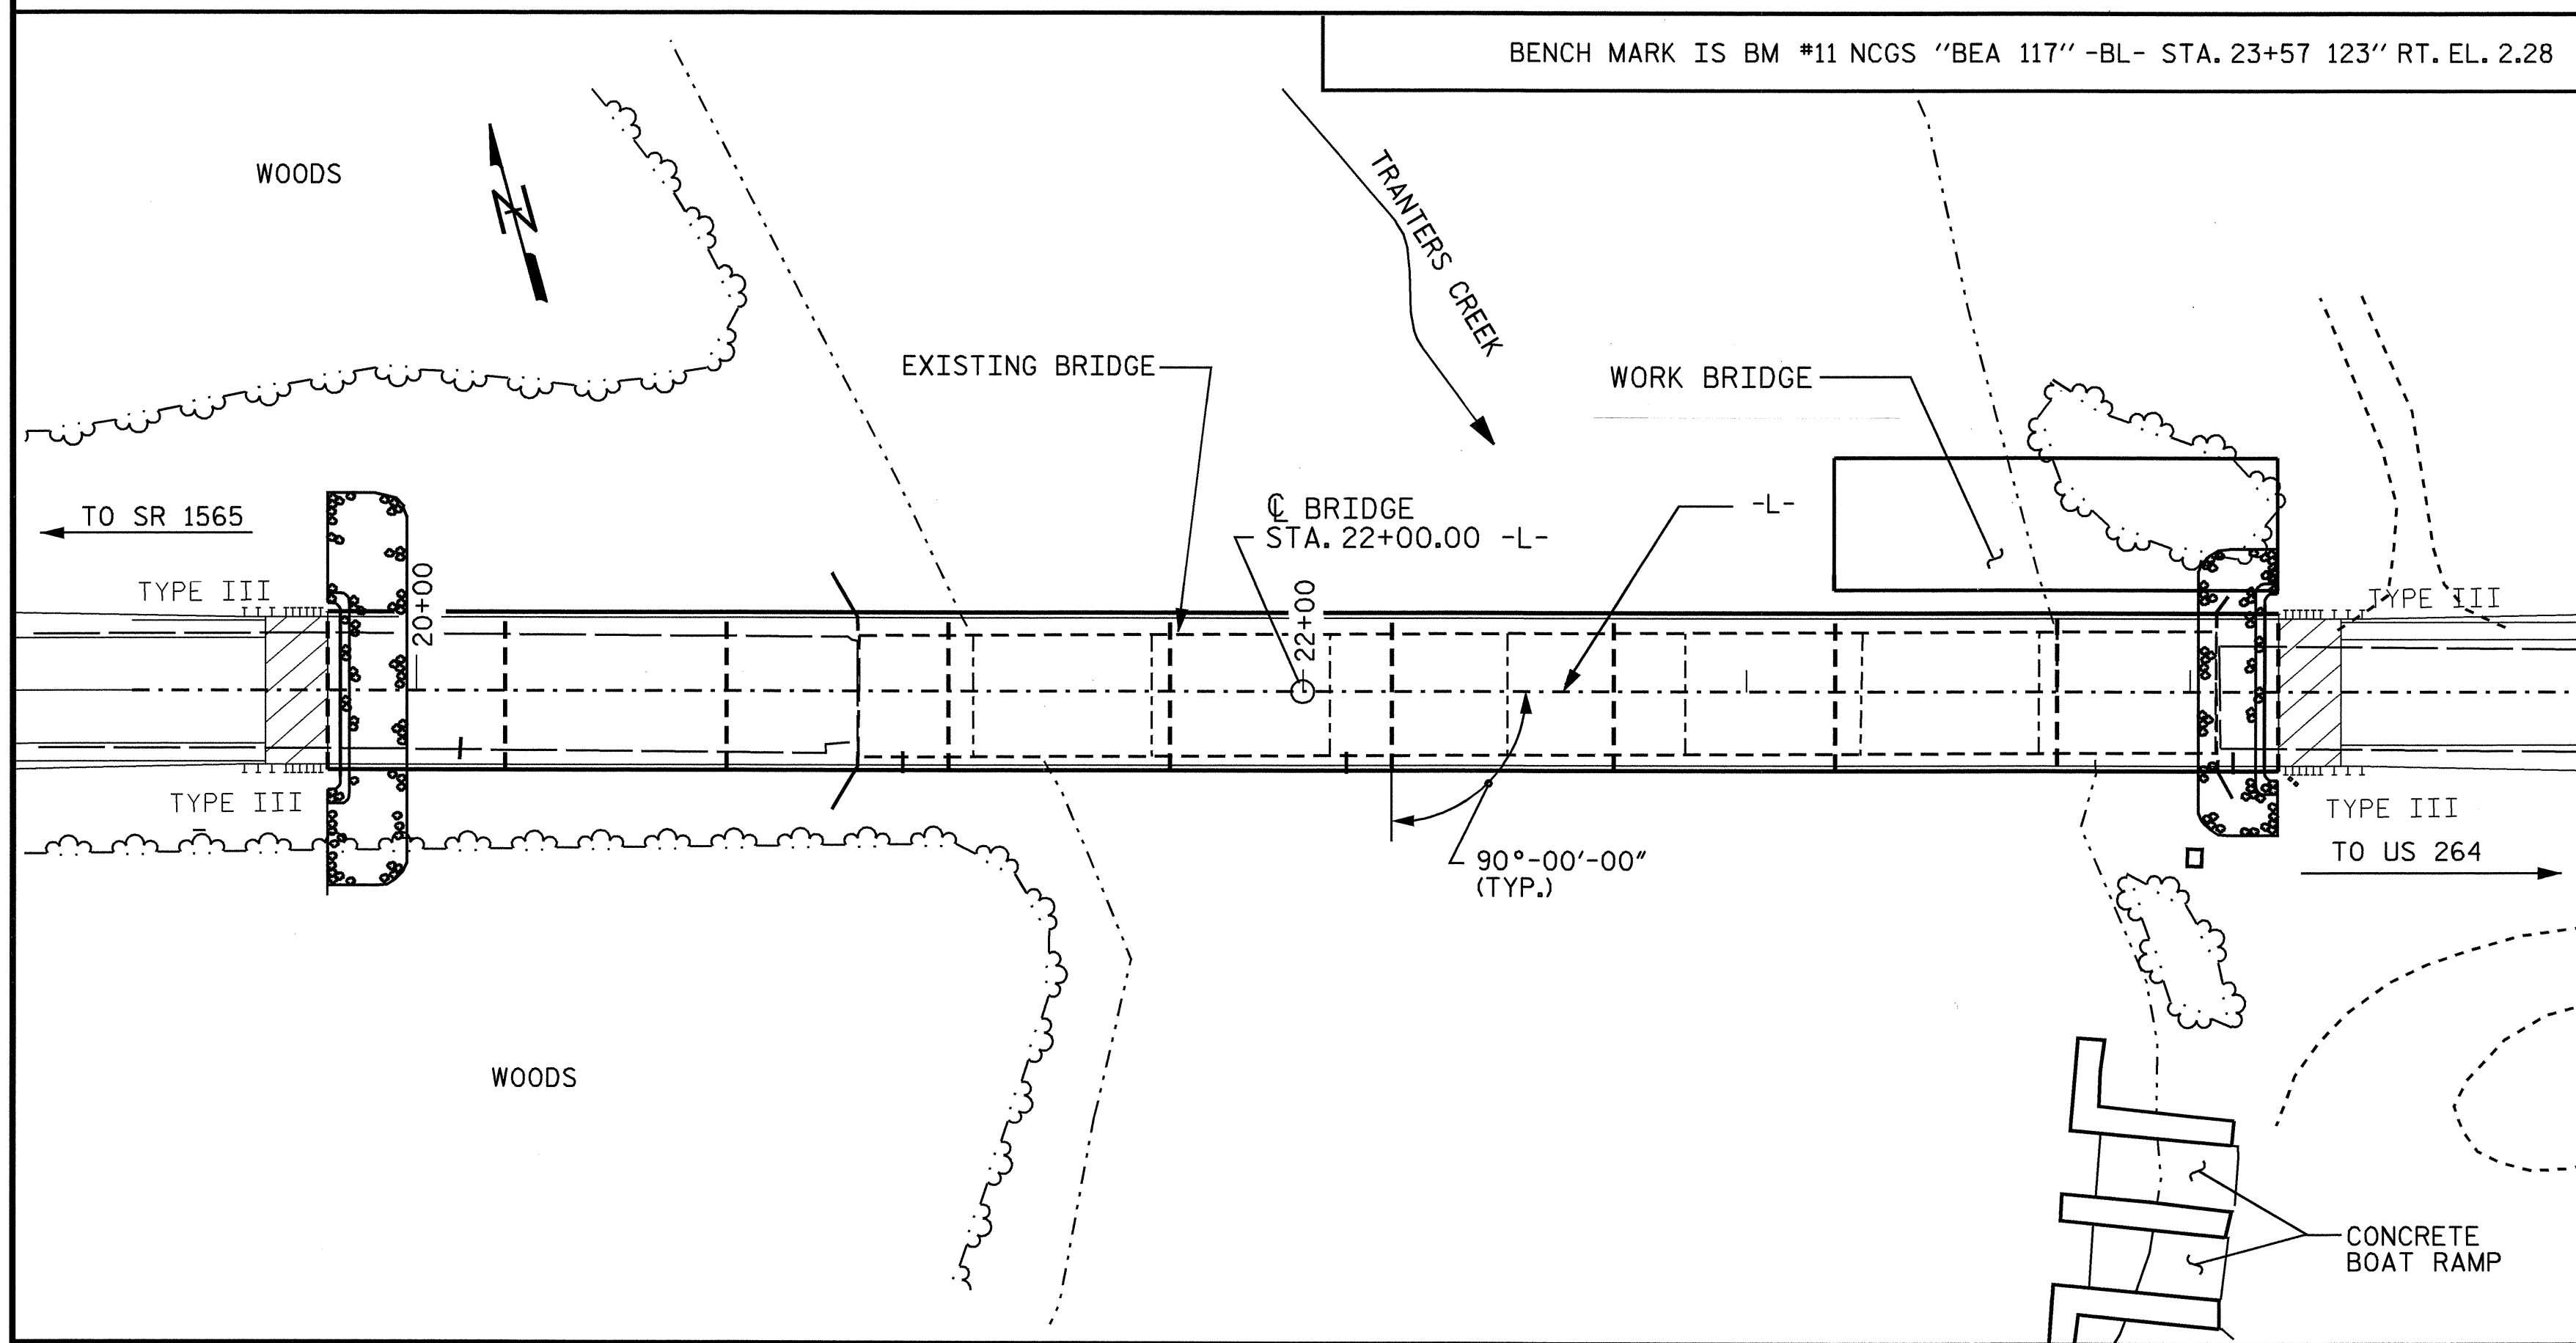 BENCH MARK IS BM #11 NCGS "BEA 117" -BL- STA. 23+57 123" RT. EL. 2.28
WOODS
N
TRANTERS CREEK
EXISTING BRIDGE
WORK BRIDGE
TO SR 1565
℄ BRIDGE
STA. 22+00.00 -L-
-L-
TYPE III
20+00
22+00
TYPE III
TYPE III
TYPE III
TO US 264
90°-00'-00"
(TYP.)
WOODS
CONCRETE
BOAT RAMP